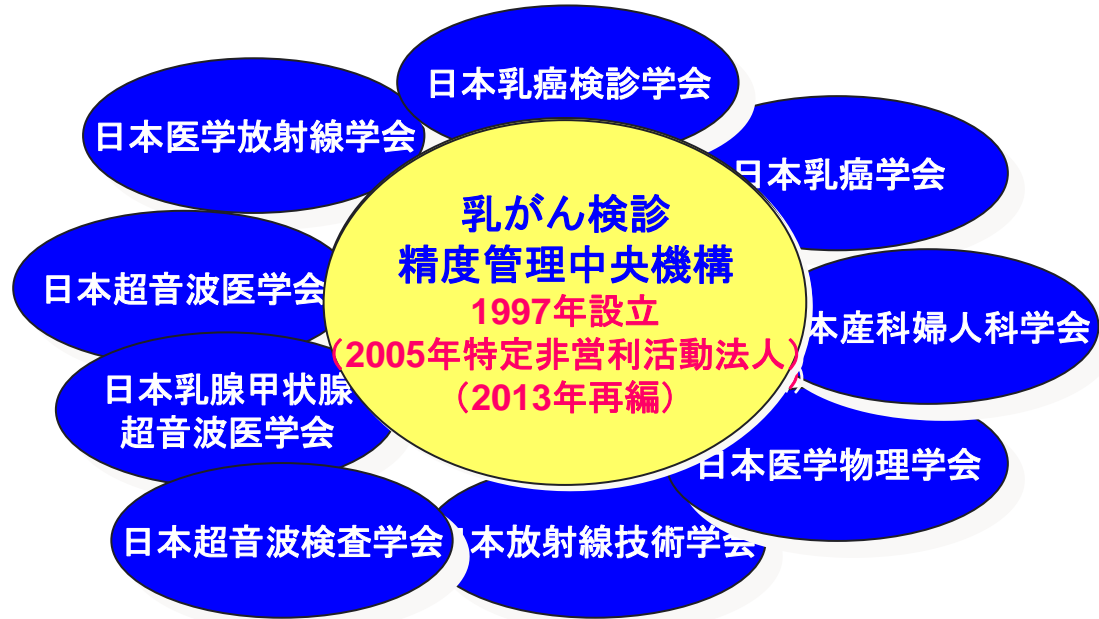 日本乳癌検診学会
日本医学放射線学会
日本乳癌学会
乳がん検診
精度管理中央機構
1997年設立
（2005年特定非営利活動法人）
（2013年再編）
日本超音波医学会
本産科婦人科学会
日本乳腺甲状腺
超音波医学会
日本医学物理学会
日本超音波検査学会
本放射線技術学会